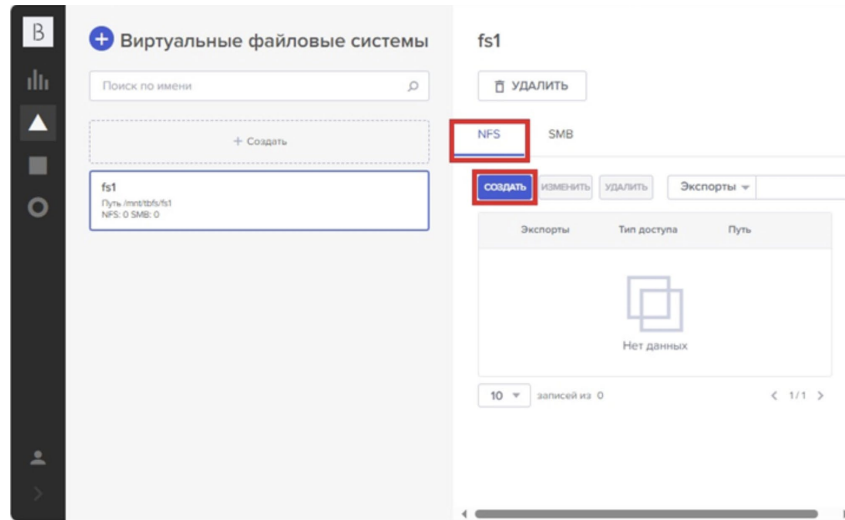 B
Виртуальные файловые системы
Поиск по имени
+ Создать
fs1
Путь /mnt/tbfs/fs1
NFS: 0 SMB: 0
fs1
УДАЛИТЬ
NFS SMB
СОЗДАТЬ ИЗМЕНИТЬ УДАЛИТЬ Экспорты
Экспорты Тип доступа Путь
Нет данных
10 записей из 0 < 1/1 >